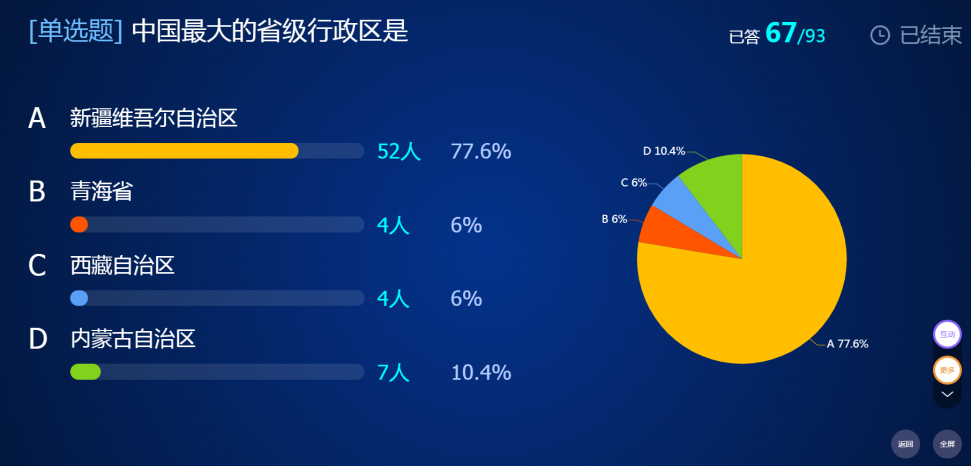 [单选题] 中国最大的省级行政区是
已答 67/93
已结束
A 新疆维吾尔自治区
52人 77.6%
B 青海省
4人 6%
C 西藏自治区
4人 6%
D 内蒙古自治区
7人 10.4%
D 10.4%
C 6%
B 6%
A 77.6%
互动
更多
返回
全屏